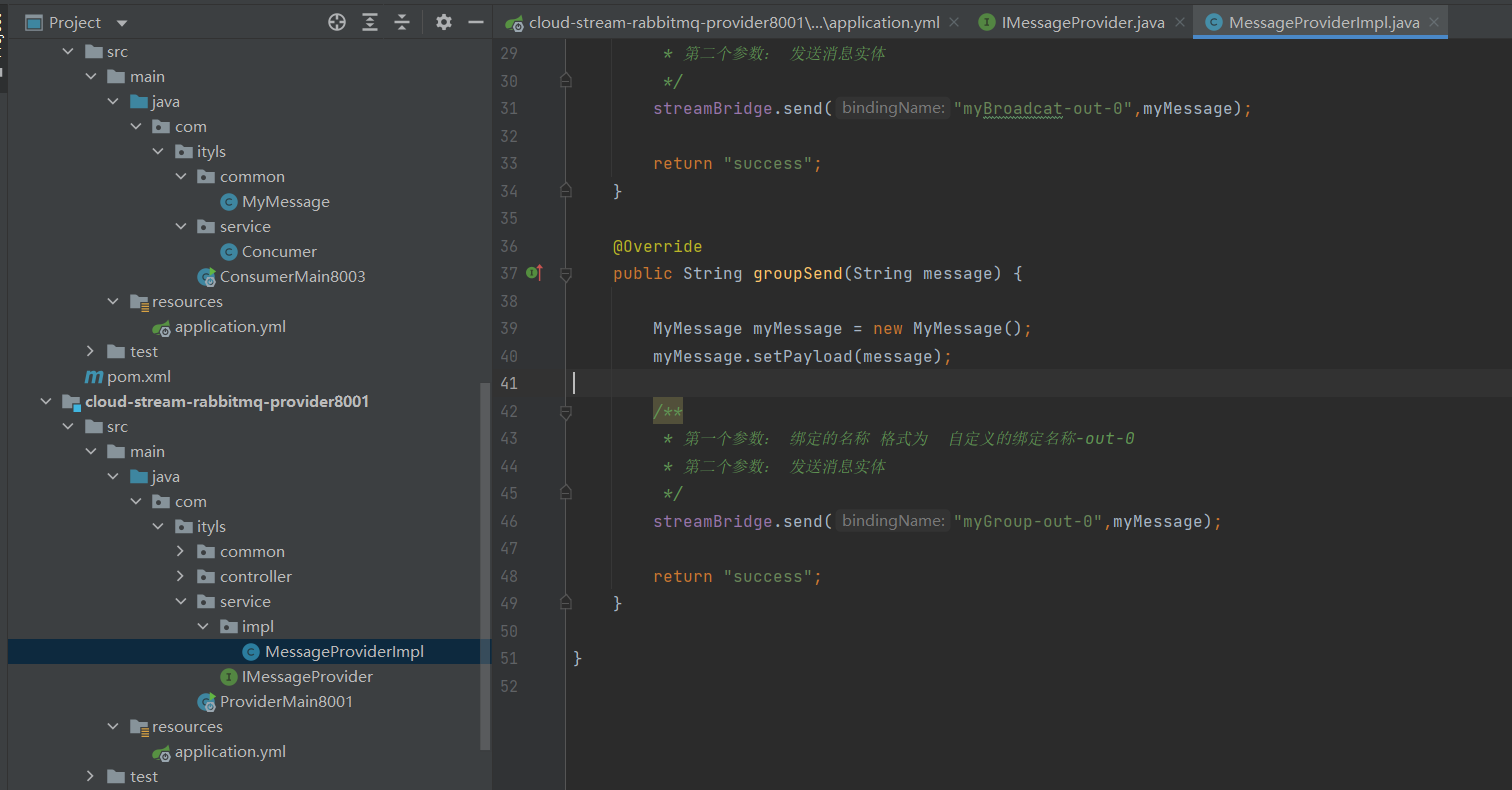 Project
src
main
java
com
ityls
common
MyMessage
service
Concumer
ConsumerMain8003
resources
application.yml
test
pom.xml
cloud-stream-rabbitmq-provider8001
src
main
java
com
ityls
common
controller
service
impl
MessageProviderImpl
IMessageProvider
ProviderMain8001
resources
application.yml
test
cloud-stream-rabbitmq-provider8001\...\application.yml
IMessageProvider.java
MessageProviderImpl.java
29 * 第二个参数: 发送消息实体
30 */
31 streamBridge.send( bindingName: "myBroadcat-out-0",myMessage);
32
33 return "success";
34 }
35
36 @Override
37 public String groupSend(String message) {
38
39 MyMessage myMessage = new MyMessage();
40 myMessage.setPayload(message);
41
42 /**
43 * 第一个参数: 绑定的名称 格式为 自定义的绑定名称-out-0
44 * 第二个参数: 发送消息实体
45 */
46 streamBridge.send( bindingName: "myGroup-out-0",myMessage);
47
48 return "success";
49 }
50
51 }
52